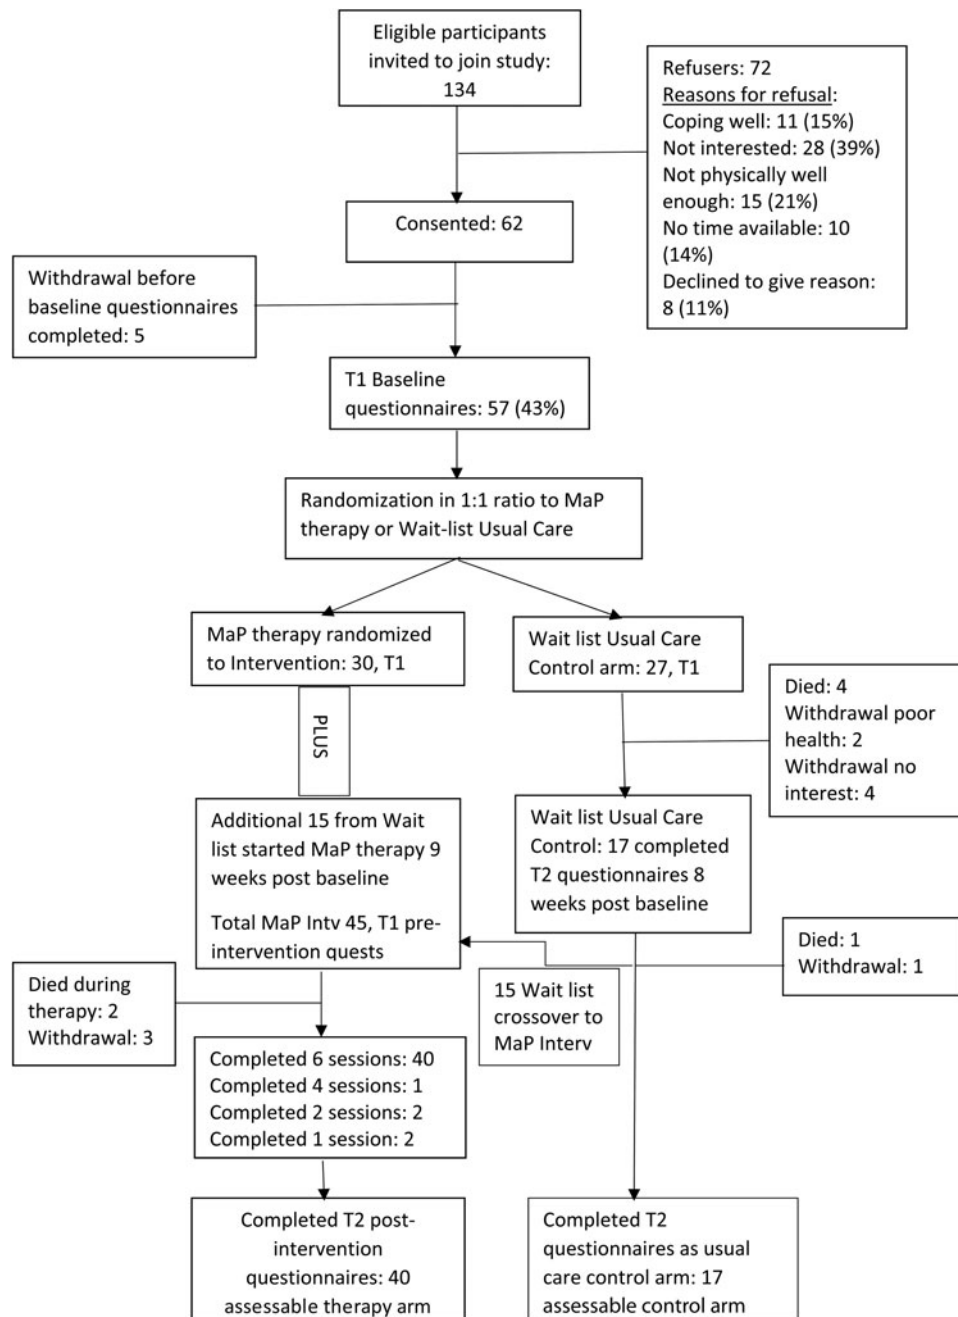 Eligible participants
invited to join study:
134
Refusers: 72
Reasons for refusal:
Coping well: 11 (15%)
Not interested: 28 (39%)
Not physically well
enough: 15 (21%)
No time available: 10
(14%)
Declined to give reason:
8 (11%)
Consented: 62
Withdrawal before
baseline questionnaires
completed: 5
T1 Baseline
questionnaires: 57 (43%)
Randomization in 1:1 ratio to MaP
therapy or Wait-list Usual Care
MaP therapy randomized
to Intervention: 30, T1
Wait list Usual Care
Control arm: 27, T1
Died: 4
Withdrawal poor
health: 2
Withdrawal no
interest: 4
PLUS
Additional 15 from Wait
list started MaP therapy 9
weeks post baseline
Total MaP Intv 45, T1 pre-
intervention quests
Wait list Usual Care
Control: 17 completed
T2 questionnaires 8
weeks post baseline
Died: 1
Withdrawal: 1
15 Wait list
crossover to
MaP Interv
Died during
therapy: 2
Withdrawal: 3
Completed 6 sessions: 40
Completed 4 sessions: 1
Completed 2 sessions: 2
Completed 1 session: 2
Completed T2 post-
intervention
questionnaires: 40
assessable therapy arm
Completed T2
questionnaires as usual
care control arm: 17
assessable control arm